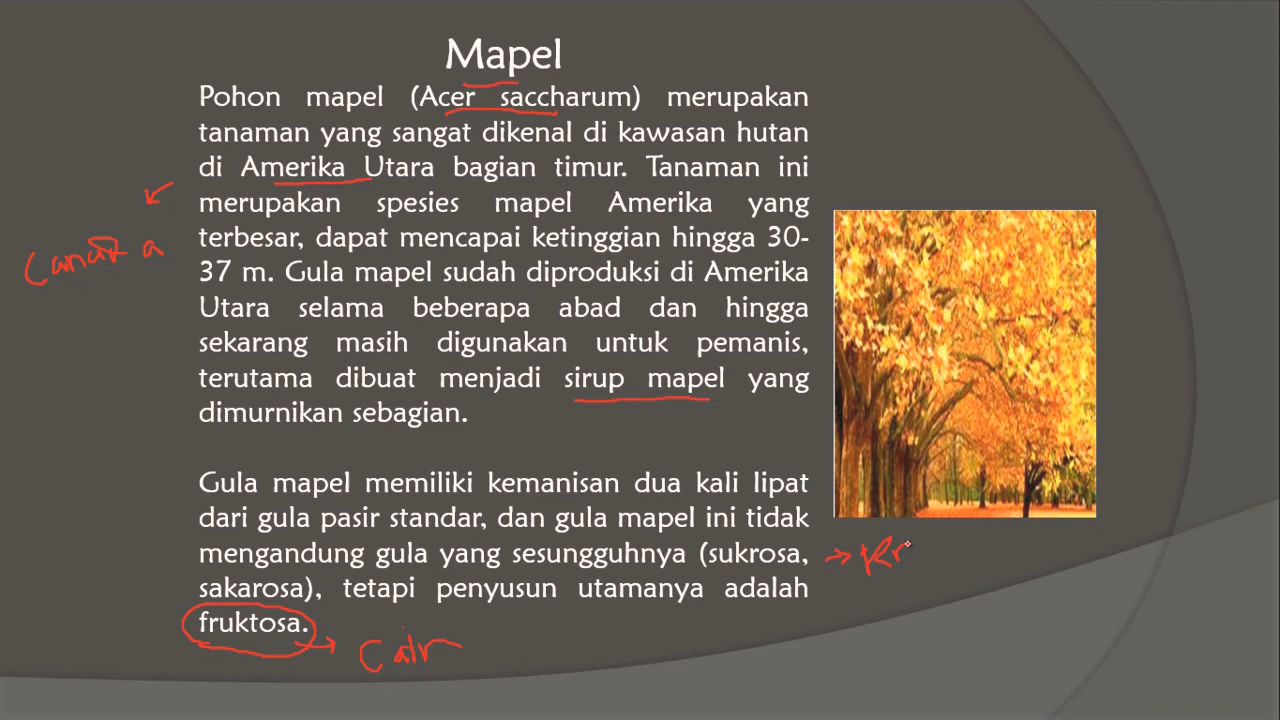 Mapel
Pohon mapel (Acer saccharum) merupakan
tanaman yang sangat dikenal di kawasan hutan
di Amerika Utara bagian timur. Tanaman ini
merupakan spesies mapel Amerika yang
terbesar, dapat mencapai ketinggian hingga 30-
37 m. Gula mapel sudah diproduksi di Amerika
Utara selama beberapa abad dan hingga
sekarang masih digunakan untuk pemanis,
terutama dibuat menjadi sirup mapel yang
dimurnikan sebagian.
Gula mapel memiliki kemanisan dua kali lipat
dari gula pasir standar, dan gula mapel ini tidak
mengandung gula yang sesungguhnya (sukrosa,
sakarosa), tetapi penyusun utamanya adalah
fruktosa.
Cair